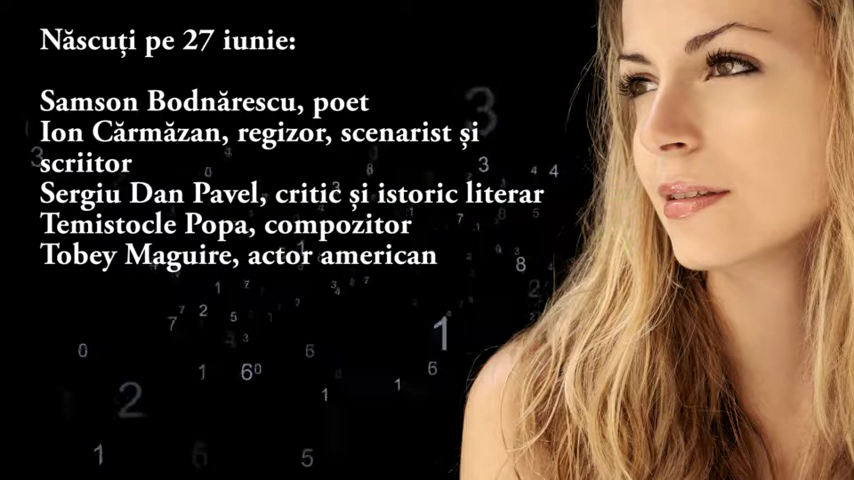 Născuți pe 27 iunie:
Samson Bodnărescu, poet
Ion Cărmăzan, regizor, scenarist și
scriitor
Sergiu Dan Pavel, critic și istoric literar
Temistocle Popa, compozitor
Tobey Maguire, actor american